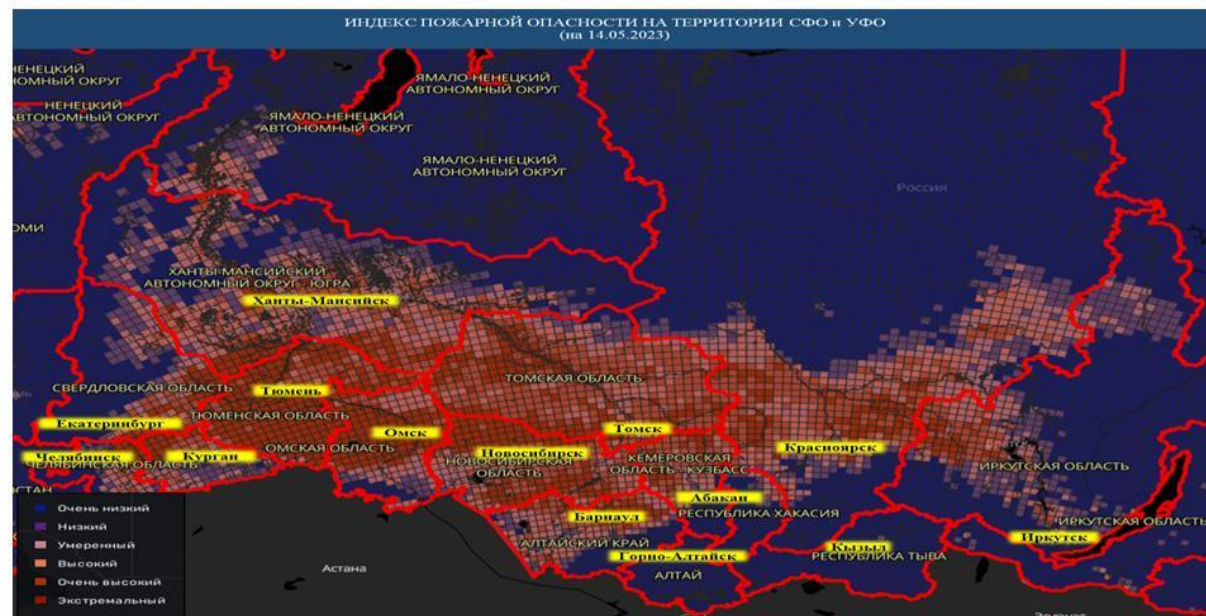 ИНДЕКС ПОЖАРНОЙ ОПАСНОСТИ НА ТЕРРИТОРИИ СФО и УФО
(на 14.05.2023)
НЕНЕЦКИЙ
НОМНЫЙ ОКРУГ
НЕНЕЦКИЙ
АВТОНОМНЫЙ ОКРУГ
ЯМАЛО-НЕНЕЦКИЙ
АВТОНОМНЫЙ ОКРУГ
ЯМАЛО-НЕНЕЦКИЙ
АВТОНОМНЫЙ ОКРУГ
ЯМАЛО-НЕНЕЦКИЙ
АВТОНОМНЫЙ ОКРУГ
Россия
ОМИ
ХАНТЫ-МАНСИЙСКИЙ
АВТОНОМНЫЙ ОКРУГ - ЮГРА
Ханты-Мансийск
СВЕРДЛОВСКАЯ ОБЛАСТЬ
Тюмень
ТОМСКАЯ ОБЛАСТЬ
ТЮМЕНСКАЯ ОБЛАСТЬ
Екатеринбург
Омск
Томск
Челябинск
ЧЕЛЯБИНСКАЯ ОБЛАСТЬ
Курган
ОМСКАЯ ОБЛАСТЬ
Новосибирск
НОВОСИБИРСКАЯ
ОБЛАСТЬ
КЕМЕРОВСКАЯ
ОБЛАСТЬ - КУЗБАСС
Красноярск
ИРКУТСКАЯ ОБЛАСТЬ
ОСТАН
Абакан
РЕСПУБЛИКА ХАКАСИЯ
Барнаул
АЛТАЙСКИЙ КРАЙ
Горно-Алтайск
АЛТАЙ
Кызыл
РЕСПУБЛИКА ТЫВА
ИРКУТСКАЯ ОБЛАСТЬ
Иркутск
Астана
Очень низкий
Низкий
Умеренный
Высокий
Очень высокий
Экстремальный